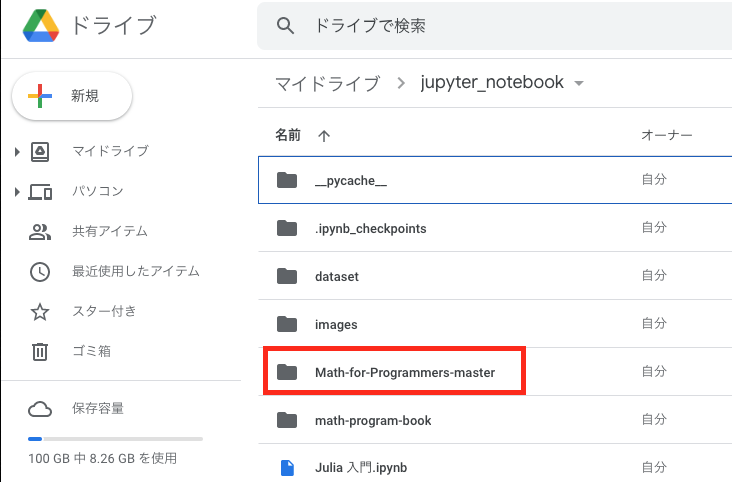 ドライブ
ドライブで検索
新規
マイドライブ
パソコン
共有アイテム
最近使用したアイテム
スター付き
ゴミ箱
保存容量
100 GB 中 8.26 GB を使用
マイドライブ > jupyter_notebook
名前 ↑ オーナー
__pycache__ 自分
.ipynb_checkpoints 自分
dataset 自分
images 自分
Math-for-Programmers-master 自分
math-program-book 自分
Julia 入門.ipynb 自分